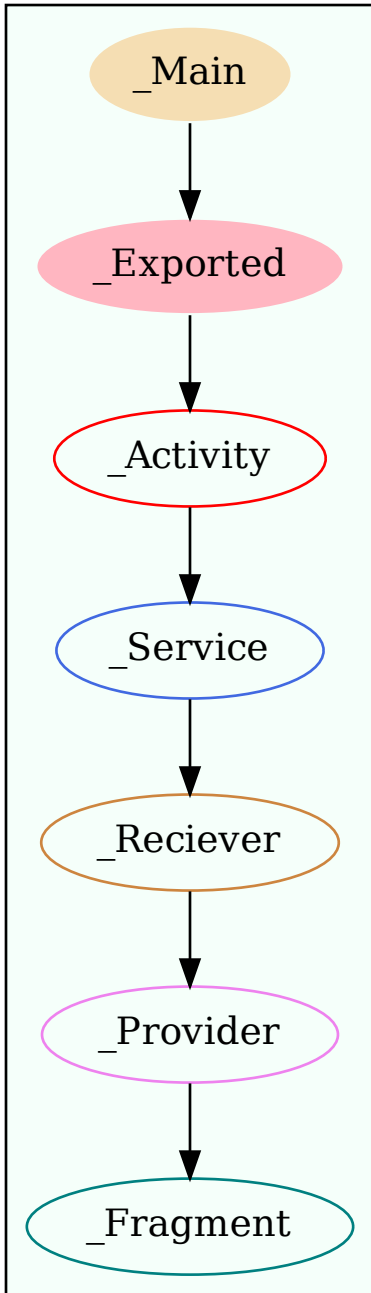 _Main
_Exported
_Activity
_Service
_Reciever
_Provider
_Fragment